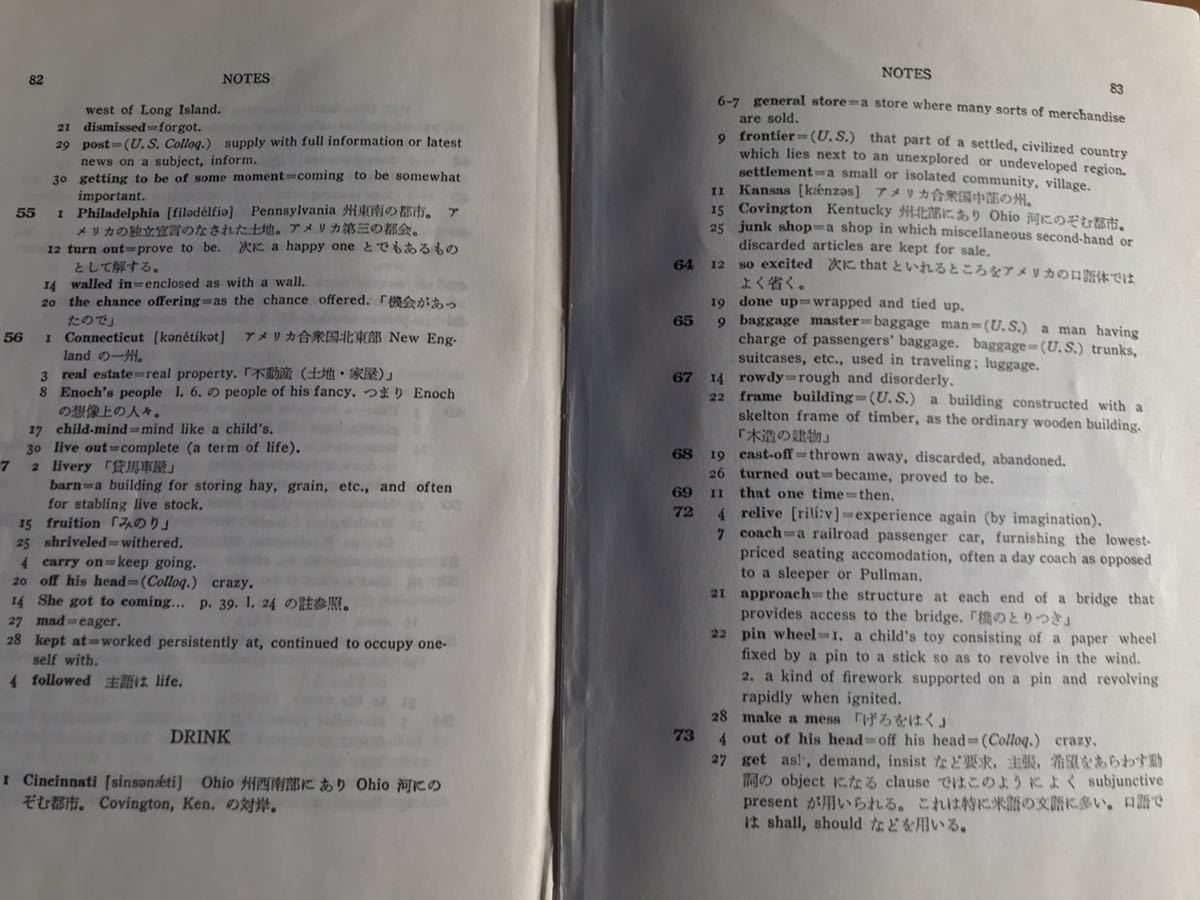 82
NOTES
west of Long Island.
21 dismissed=forgot.
29 post=(U. S. Colloq.) supply with full information or latest
news on a subject, inform.
30 getting to be of some moment=coming to be somewhat
important.
55 1 Philadelphia [filədélfiə] Pennsylvania 州東南の都市。 ア
メリカの独立宣言のなされた土地。アメリカ第三の都会。
12 turn out=prove to be. 次に a happy one とでもあるもの
として解する。
14 walled in=enclosed as with a wall.
20 the chance offering=as the chance offered. 「機会があっ
たので」
56 1 Connecticut [kənétikət] アメリカ合衆国北東部 New Eng-
land の一州。
3 real estate=real property.「不動産（土地・家屋）」
8 Enoch's people l. 6. の people of his fancy. つまり Enoch
の想像上の人々。
17 child-mind=mind like a child's.
30 live out=complete (a term of life).
7 2 livery 「貸馬車屋」
barn=a building for storing hay, grain, etc., and often
for stabling live stock.
15 fruition 「みのり」
25 shriveled=withered.
4 carry on=keep going.
20 off his head=(Colloq.) crazy.
14 She got to coming... p. 39. l. 24 の註参照。
27 mad=eager.
28 kept at=worked persistently at, continued to occupy one-
self with.
4 followed 主語は life.
DRINK
1 Cincinnati [sinsənǽti] Ohio 州西南部に あり Ohio 河にの
ぞむ都市。 Covington, Ken. の対岸。
NOTES
83
6-7 general store=a store where many sorts of merchandise
are sold.
9 frontier=(U. S.) that part of a settled, civilized country
which lies next to an unexplored or undeveloped region.
settlement=a small or isolated community, village.
11 Kansas [kǽnzəs] アメリカ合衆国中部の州。
15 Covington Kentucky 州北部にあり Ohio 河にのぞむ都市。
25 junk shop=a shop in which miscellaneous second-hand or
discarded articles are kept for sale.
64 12 so excited 次に that といれるところをアメリカの口語体では
よく省く。
19 done up=wrapped and tied up.
65 9 baggage master=baggage man=(U. S.) a man having
charge of passengers' baggage. baggage=(U. S.) trunks,
suitcases, etc., used in traveling; luggage.
67 14 rowdy=rough and disorderly.
22 frame building=(U. S.) a building constructed with a
skelton frame of timber, as the ordinary wooden building.
「木造の建物」
68 19 cast-off=thrown away, discarded, abandoned.
26 turned out=became, proved to be.
69 11 that one time=then.
72 4 relive [rilí:v]=experience again (by imagination).
7 coach=a railroad passenger car, furnishing the lowest-
priced seating accomodation, often a day coach as opposed
to a sleeper or Pullman.
21 approach=the structure at each end of a bridge that
provides access to the bridge. 「橋のとりつき」
22 pin wheel=1. a child's toy consisting of a paper wheel
fixed by a pin to a stick so as to revolve in the wind.
2. a kind of firework supported on a pin and revolving
rapidly when ignited.
28 make a mess 「げろをはく」
73 4 out of his head=off his head=(Colloq.) crazy.
27 get demand, insist など要求，主張，希望をあらわす動
詞の object になる clause ではこのように よく subjunctive
present が用いられる。 これは特に米語の文語に多い。口語で
は shall, should などを用いる。